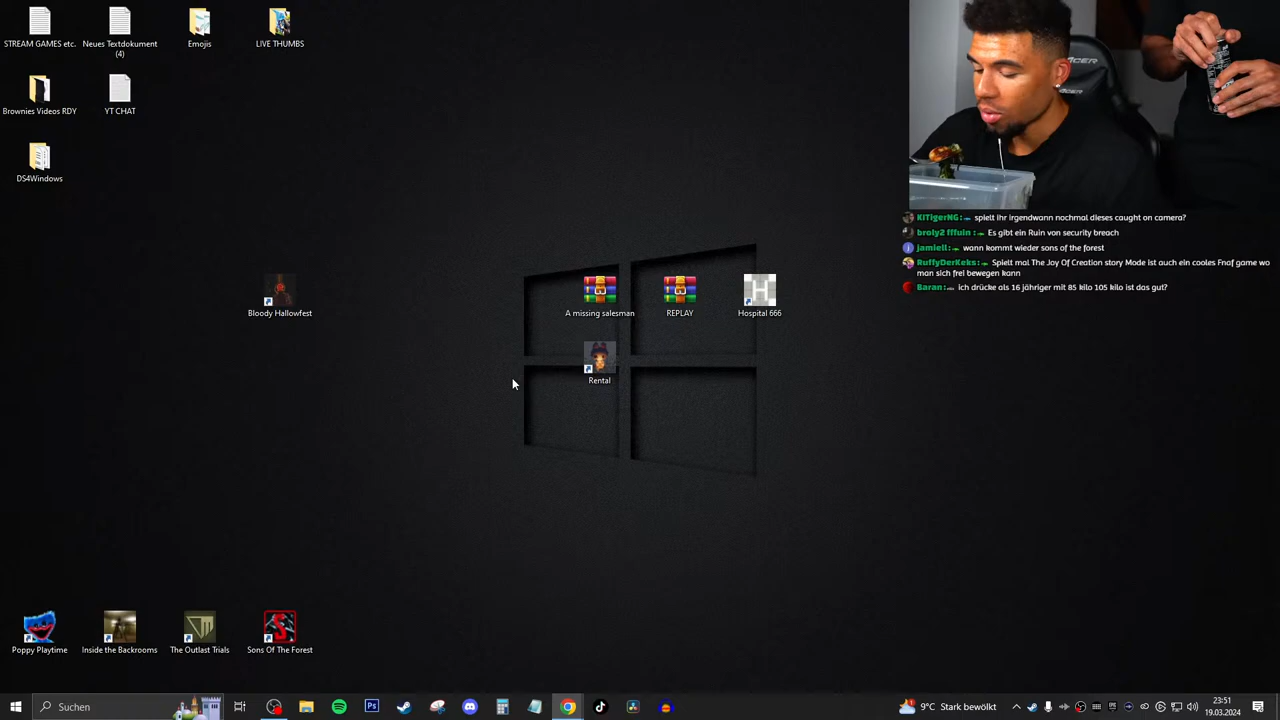 STREAM GAMES etc.
Neues Textdokument
(4)
Emojis
LIVE THUMBS
Brownies Videos RDY
YT CHAT
DS4Windows
KITigerNG: spielt ihr irgendwann nochmal dieses caught on camera?
broly2 fffuin : Es gibt ein Ruin von security breach
jamiell: wann kommt wieder sons of the forest
RuffyDerKeks: Spielt mal The Joy Of Creation story Mode ist auch ein cooles Fnaf game wo
man sich frei bewegen kann
Baran: Ich drücke als 16 jähriger mit 85 kilo 105 kilo ist das gut?
Bloody Hallowfest
A missing salesman
REPLAY
Hospital 666
Rental
Poppy Playtime
Inside the Backrooms
The Outlast Trials
Sons Of The Forest
Suchen
9°C Stark bewölkt
23:51
19.03.2024